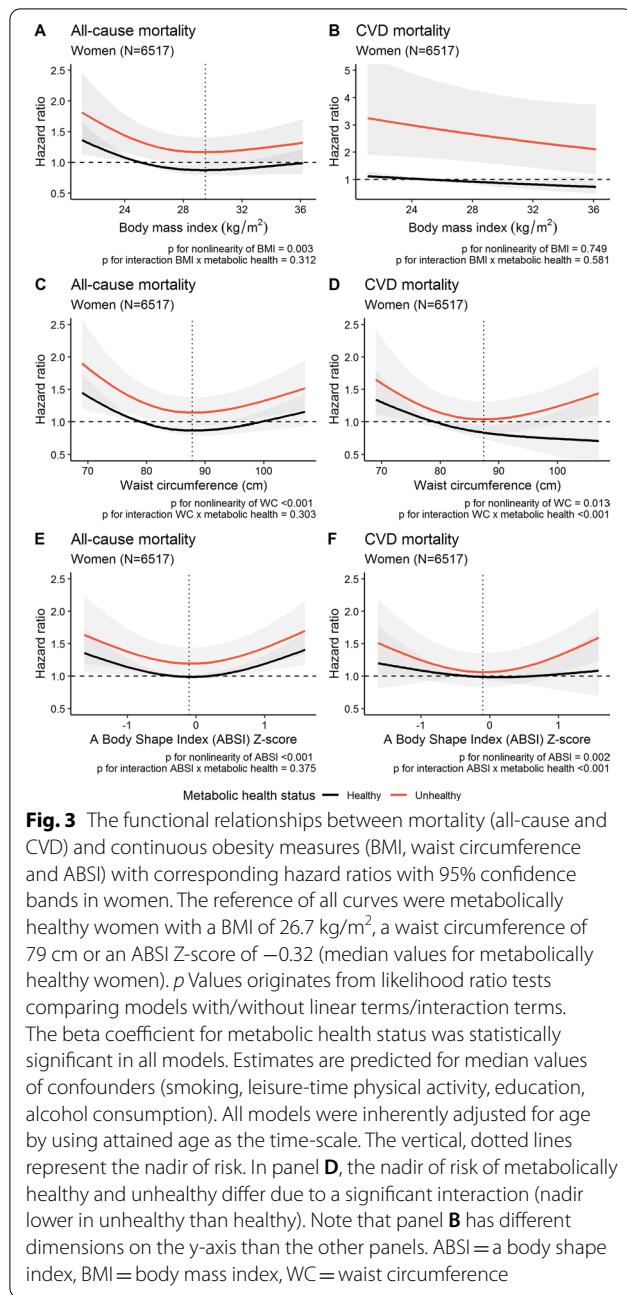 A All-cause mortality
Women (N=6517)
2.5
2.0
1.5
1.0
0.5
Hazard ratio
24 28 32 36
Body mass index (kg/m²)
p for nonlinearity of BMI = 0.003
p for interaction BMI x metabolic health = 0.312
B CVD mortality
Women (N=6517)
5
4
3
2
1
Hazard ratio
24 28 32 36
Body mass index (kg/m²)
p for nonlinearity of BMI = 0.749
p for interaction BMI x metabolic health = 0.581
C All-cause mortality
Women (N=6517)
2.5
2.0
1.5
1.0
0.5
Hazard ratio
70 80 90 100
Waist circumference (cm)
p for nonlinearity of WC <0.001
p for interaction WC x metabolic health = 0.303
D CVD mortality
Women (N=6517)
2.5
2.0
1.5
1.0
0.5
Hazard ratio
70 80 90 100
Waist circumference (cm)
p for nonlinearity of WC = 0.013
p for interaction WC x metabolic health <0.001
E All-cause mortality
Women (N=6517)
2.5
2.0
1.5
1.0
0.5
Hazard ratio
-1 0 1
A Body Shape Index (ABSI) Z-score
p for nonlinearity of ABSI <0.001
p for interaction ABSI x metabolic health = 0.375
F CVD mortality
Women (N=6517)
2.5
2.0
1.5
1.0
0.5
Hazard ratio
-1 0 1
A Body Shape Index (ABSI) Z-score
p for nonlinearity of ABSI = 0.002
p for interaction ABSI x metabolic health <0.001
Metabolic health status Healthy Unhealthy
Fig. 3 The functional relationships between mortality (all-cause and
CVD) and continuous obesity measures (BMI, waist circumference
and ABSI) with corresponding hazard ratios with 95% confidence
bands in women. The reference of all curves were metabolically
healthy women with a BMI of 26.7 kg/m², a waist circumference of
79 cm or an ABSI Z-score of −0.32 (median values for metabolically
healthy women). p Values originates from likelihood ratio tests
comparing models with/without linear terms/interaction terms.
The beta coefficient for metabolic health status was statistically
significant in all models. Estimates are predicted for median values
of confounders (smoking, leisure-time physical activity, education,
alcohol consumption). All models were inherently adjusted for age
by using attained age as the time-scale. The vertical, dotted lines
represent the nadir of risk. In panel D, the nadir of risk of metabolically
healthy and unhealthy differ due to a significant interaction (nadir
lower in unhealthy than healthy). Note that panel B has different
dimensions on the y-axis than the other panels. ABSI = a body shape
index, BMI = body mass index, WC = waist circumference